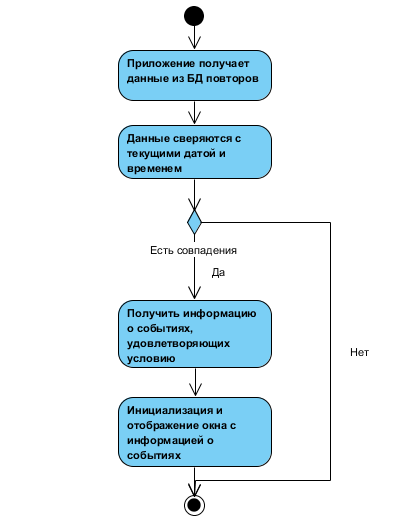 Приложение получает
данные из БД повторов
Данные сверяются с
текущими датой и
временем
Есть совпадения
Да
Получить информацию
о событиях,
удовлетворяющих
условию
Нет
Инициализация и
отображение окна с
информацией о
событиях